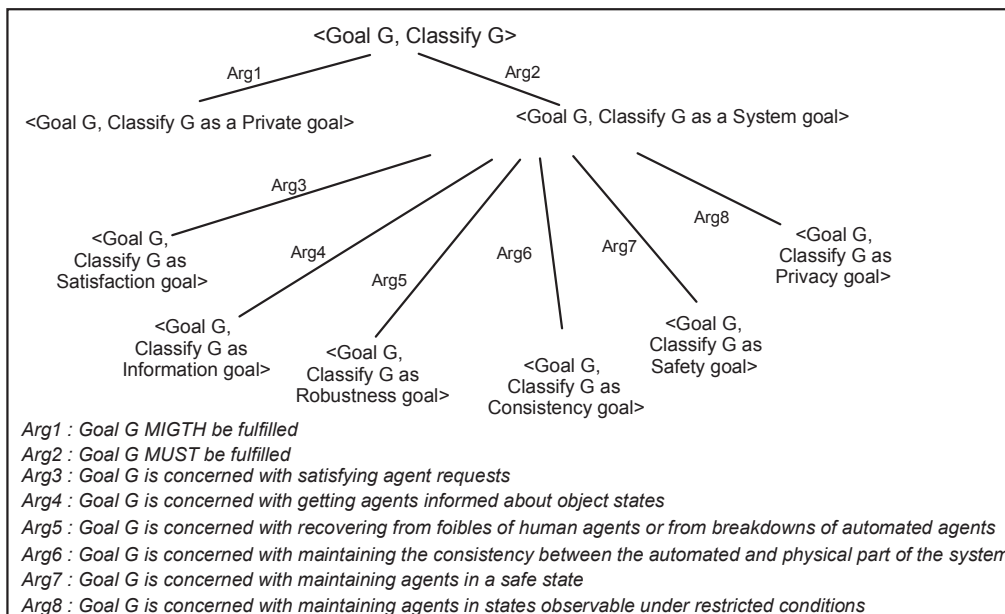 <Goal G, Classify G>
Arg1
Arg2
<Goal G, Classify G as a Private goal>
<Goal G, Classify G as a System goal>
Arg3
Arg4
Arg5
Arg6
Arg7
Arg8
<Goal G,
Classify G as
Satisfaction goal>
<Goal G,
Classify G as
Information goal>
<Goal G,
Classify G as
Robustness goal>
<Goal G,
Classify G as
Consistency goal>
<Goal G,
Classify G as
Safety goal>
<Goal G,
Classify G as
Privacy goal>
Arg1 : Goal G MIGTH be fulfilled
Arg2 : Goal G MUST be fulfilled
Arg3 : Goal G is concerned with satisfying agent requests
Arg4 : Goal G is concerned with getting agents informed about object states
Arg5 : Goal G is concerned with recovering from foibles of human agents or from breakdowns of automated agents
Arg6 : Goal G is concerned with maintaining the consistency between the automated and physical part of the system
Arg7 : Goal G is concerned with maintaining agents in a safe state
Arg8 : Goal G is concerned with maintaining agents in states observable under restricted conditions